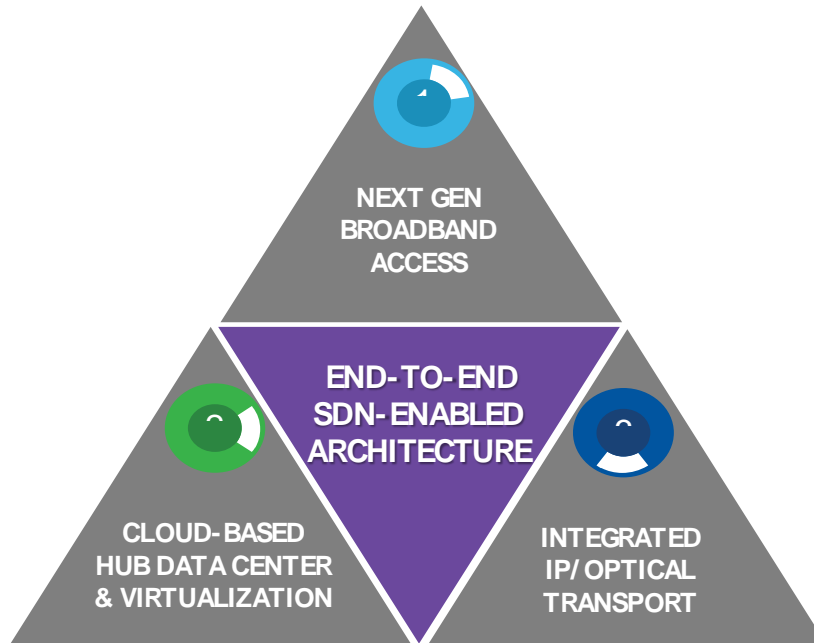 NEXT GEN
BROADBAND
ACCESS
END-TO-END
SDN-ENABLED
ARCHITECTURE
CLOUD-BASED
HUB DATA CENTER
& VIRTUALIZATION
INTEGRATED
IP/OPTICAL
TRANSPORT